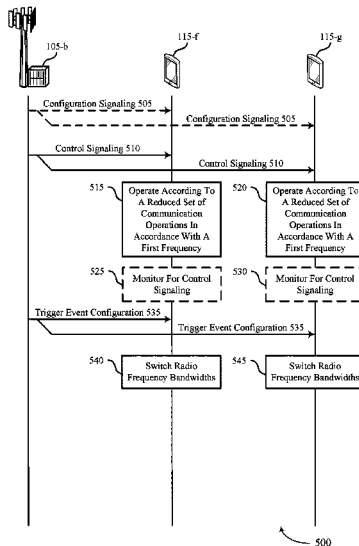 105-b
115-f
115-g
Configuration Signaling 505
Configuration Signaling 505
Control Signaling 510
Control Signaling 510
515
Operate According To
A Reduced Set of
Communication
Operations In
Accordance With A
First Frequency
520
Operate According To
A Reduced Set of
Communication
Operations In
Accordance With A
First Frequency
525
Monitor For Control
Signaling
530
Monitor For Control
Signaling
Trigger Event Configuration 535
Trigger Event Configuration 535
540
Switch Radio
Frequency Bandwidths
545
Switch Radio
Frequency Bandwidths
500